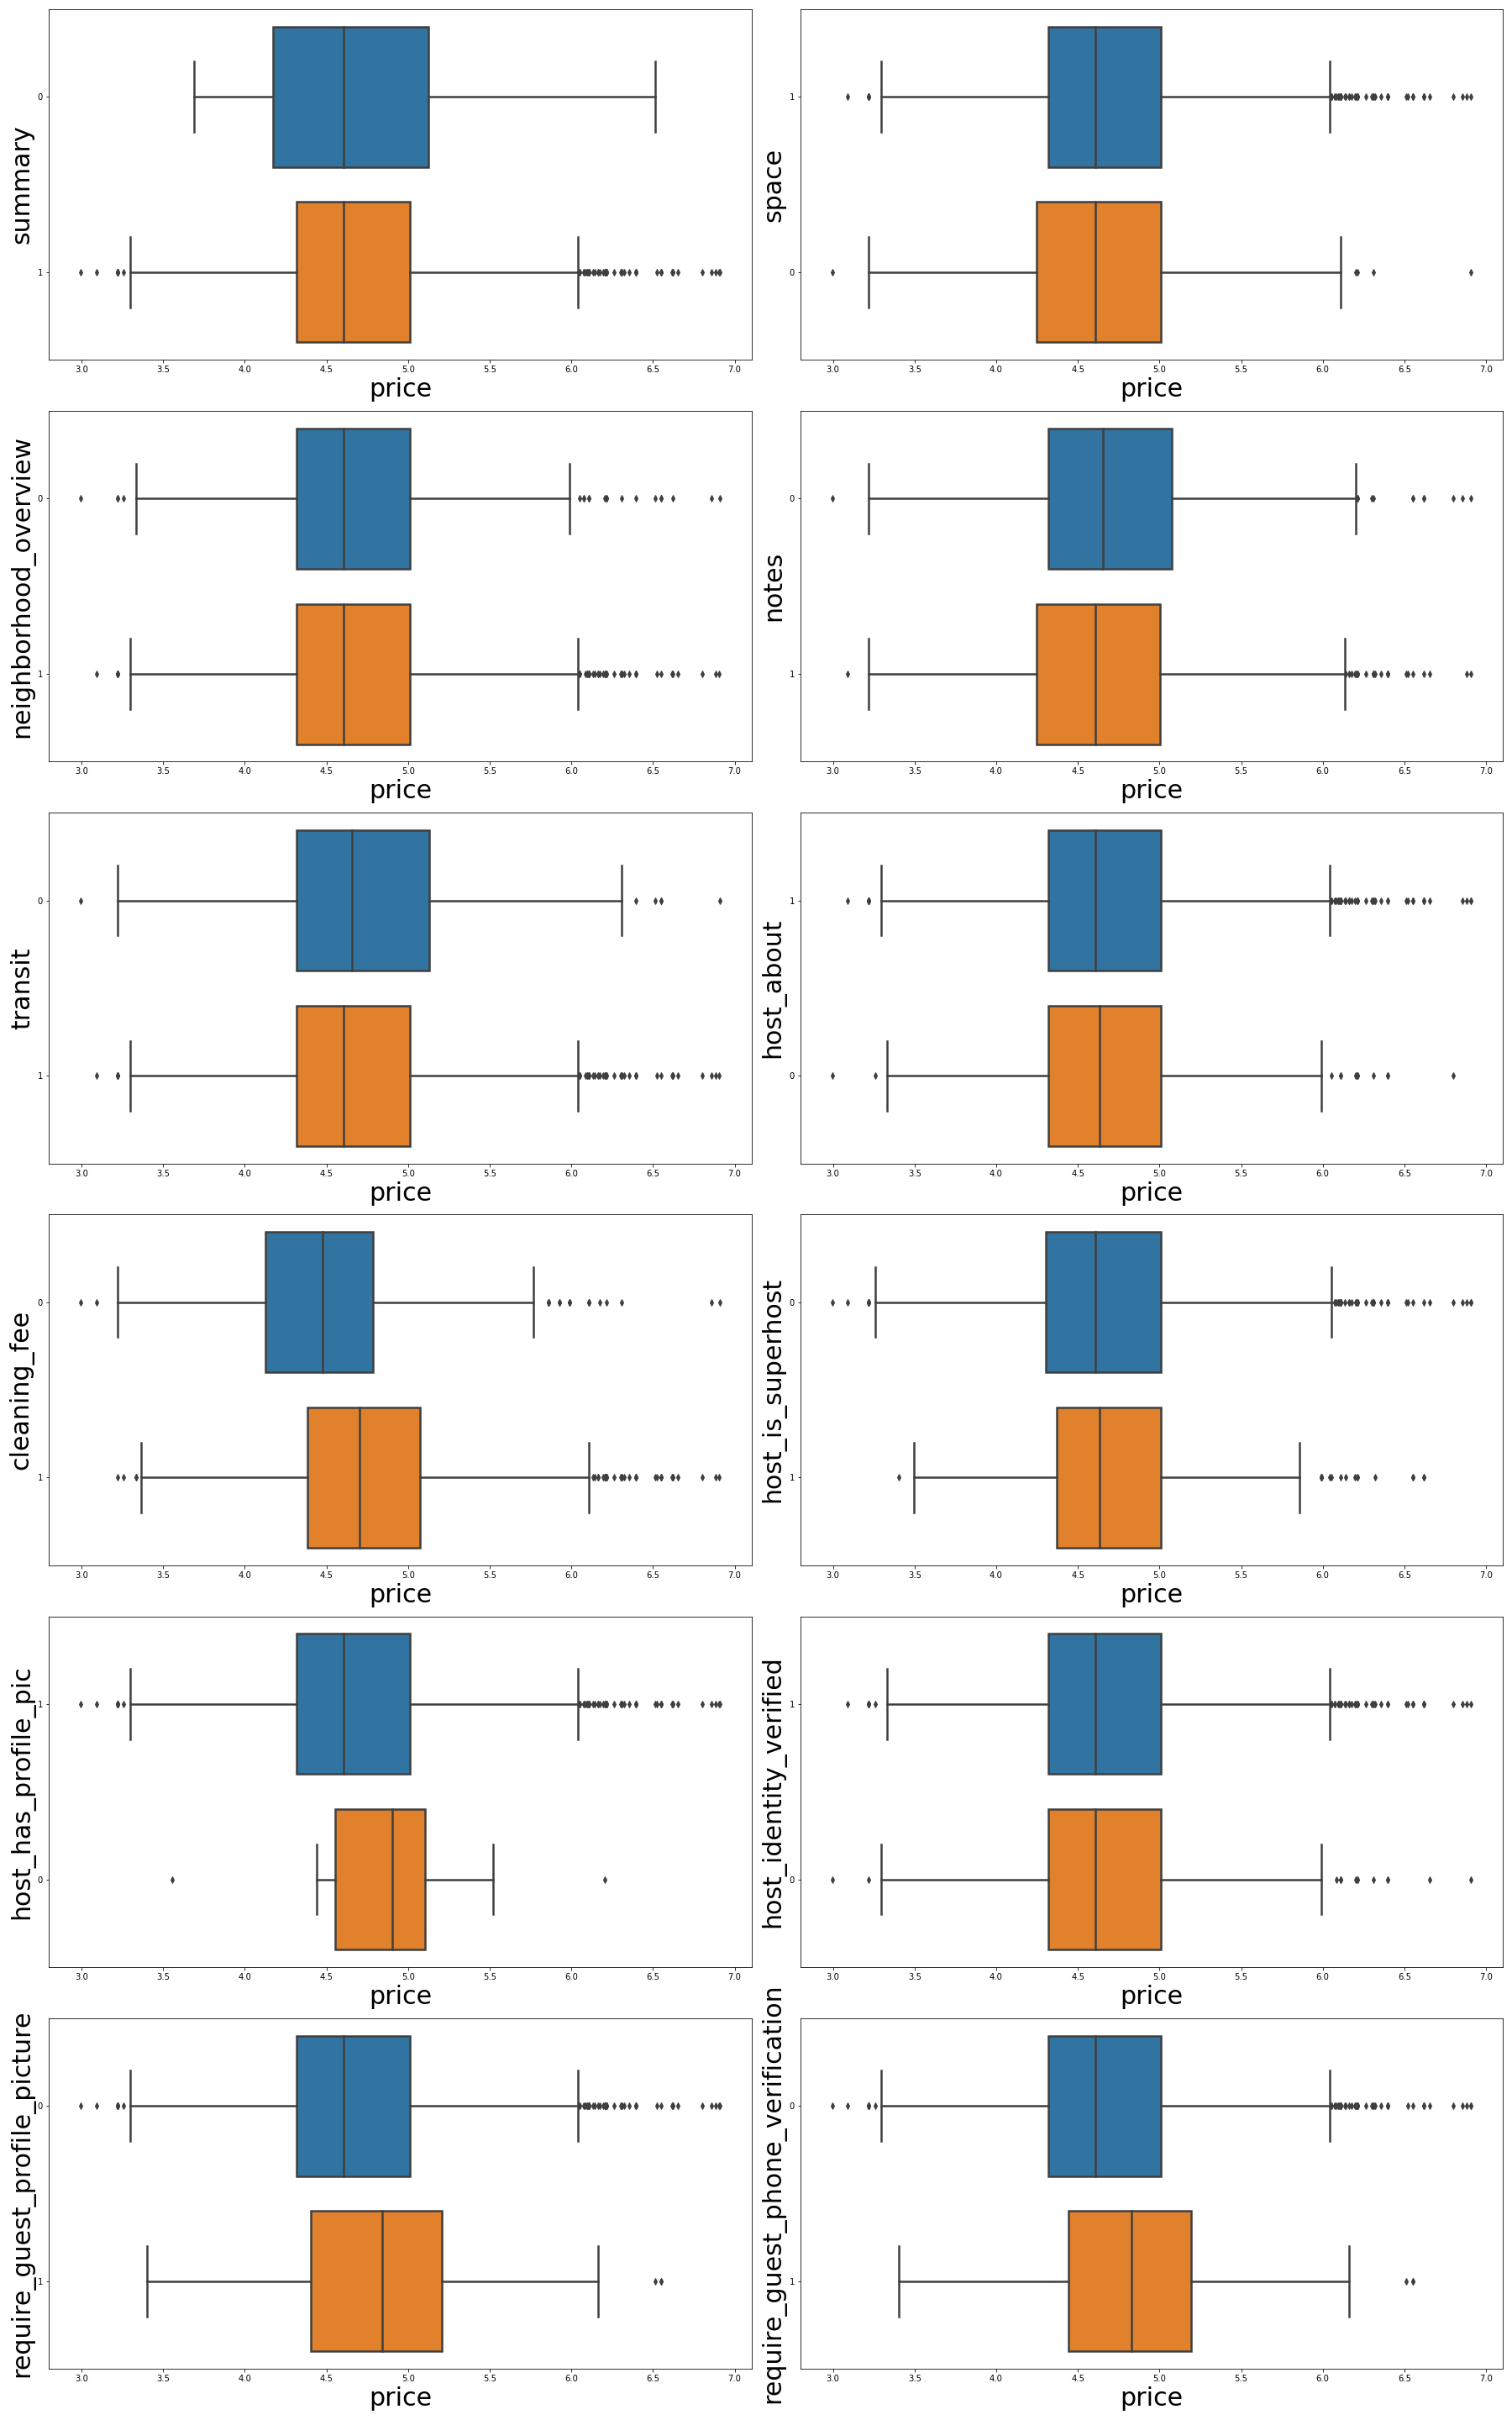 summary
0
1
3.0 3.5 4.0 4.5 5.0 5.5 6.0 6.5 7.0
price
space
1
0
3.0 3.5 4.0 4.5 5.0 5.5 6.0 6.5 7.0
price
neighborhood_overview
0
1
3.0 3.5 4.0 4.5 5.0 5.5 6.0 6.5 7.0
price
notes
0
1
3.0 3.5 4.0 4.5 5.0 5.5 6.0 6.5 7.0
price
transit
0
1
3.0 3.5 4.0 4.5 5.0 5.5 6.0 6.5 7.0
price
host_about
1
0
3.0 3.5 4.0 4.5 5.0 5.5 6.0 6.5 7.0
price
cleaning_fee
0
1
3.0 3.5 4.0 4.5 5.0 5.5 6.0 6.5 7.0
price
host_is_superhost
0
1
3.0 3.5 4.0 4.5 5.0 5.5 6.0 6.5 7.0
price
host_has_profile_pic
1
0
3.0 3.5 4.0 4.5 5.0 5.5 6.0 6.5 7.0
price
host_identity_verified
1
0
3.0 3.5 4.0 4.5 5.0 5.5 6.0 6.5 7.0
price
require_guest_profile_picture
0
1
3.0 3.5 4.0 4.5 5.0 5.5 6.0 6.5 7.0
price
require_guest_phone_verification
0
1
3.0 3.5 4.0 4.5 5.0 5.5 6.0 6.5 7.0
price